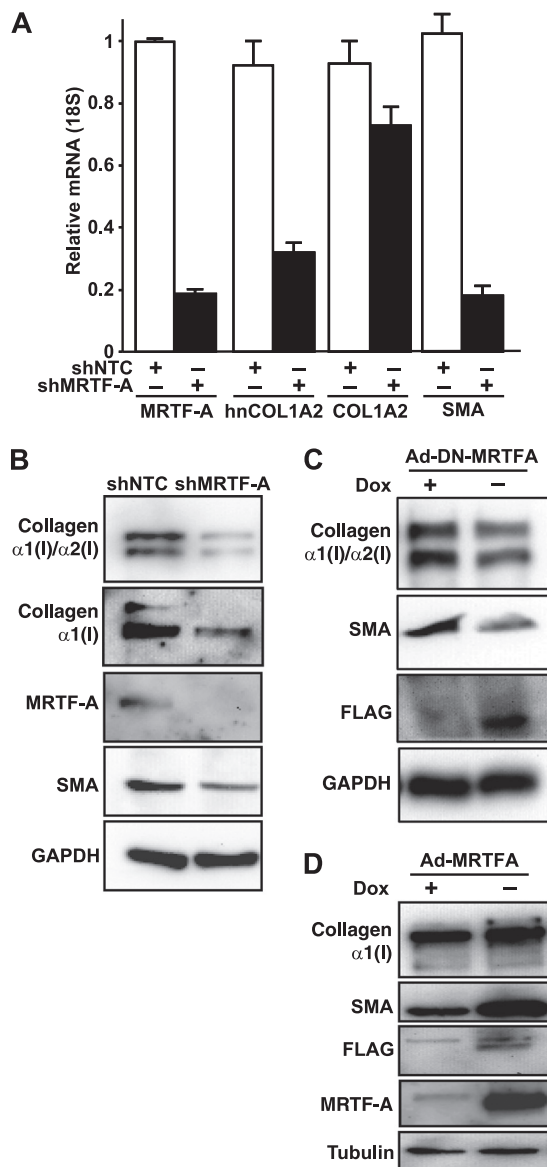 A
Relative mRNA (18S)
1
0.8
0.6
0.4
0.2
0
shNTC + – + – + – + –
shMRTF-A – + – + – + – +
MRTF-A hnCOL1A2 COL1A2 SMA
B
shNTC shMRTF-A
Collagen
α1(I)/α2(I)
Collagen
α1(I)
MRTF-A
SMA
GAPDH
C
Ad-DN-MRTFA
Dox + –
Collagen
α1(I)/α2(I)
SMA
FLAG
GAPDH
D
Ad-MRTFA
Dox + –
Collagen
α1(I)
SMA
FLAG
MRTF-A
Tubulin